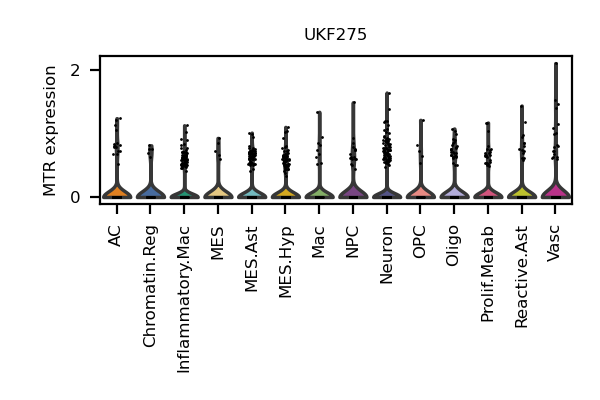 UKF275
MTR expression
2
0
AC
Chromatin.Reg
Inflammatory.Mac
MES
MES.Ast
MES.Hyp
Mac
NPC
Neuron
OPC
Oligo
Prolif.Metab
Reactive.Ast
Vasc